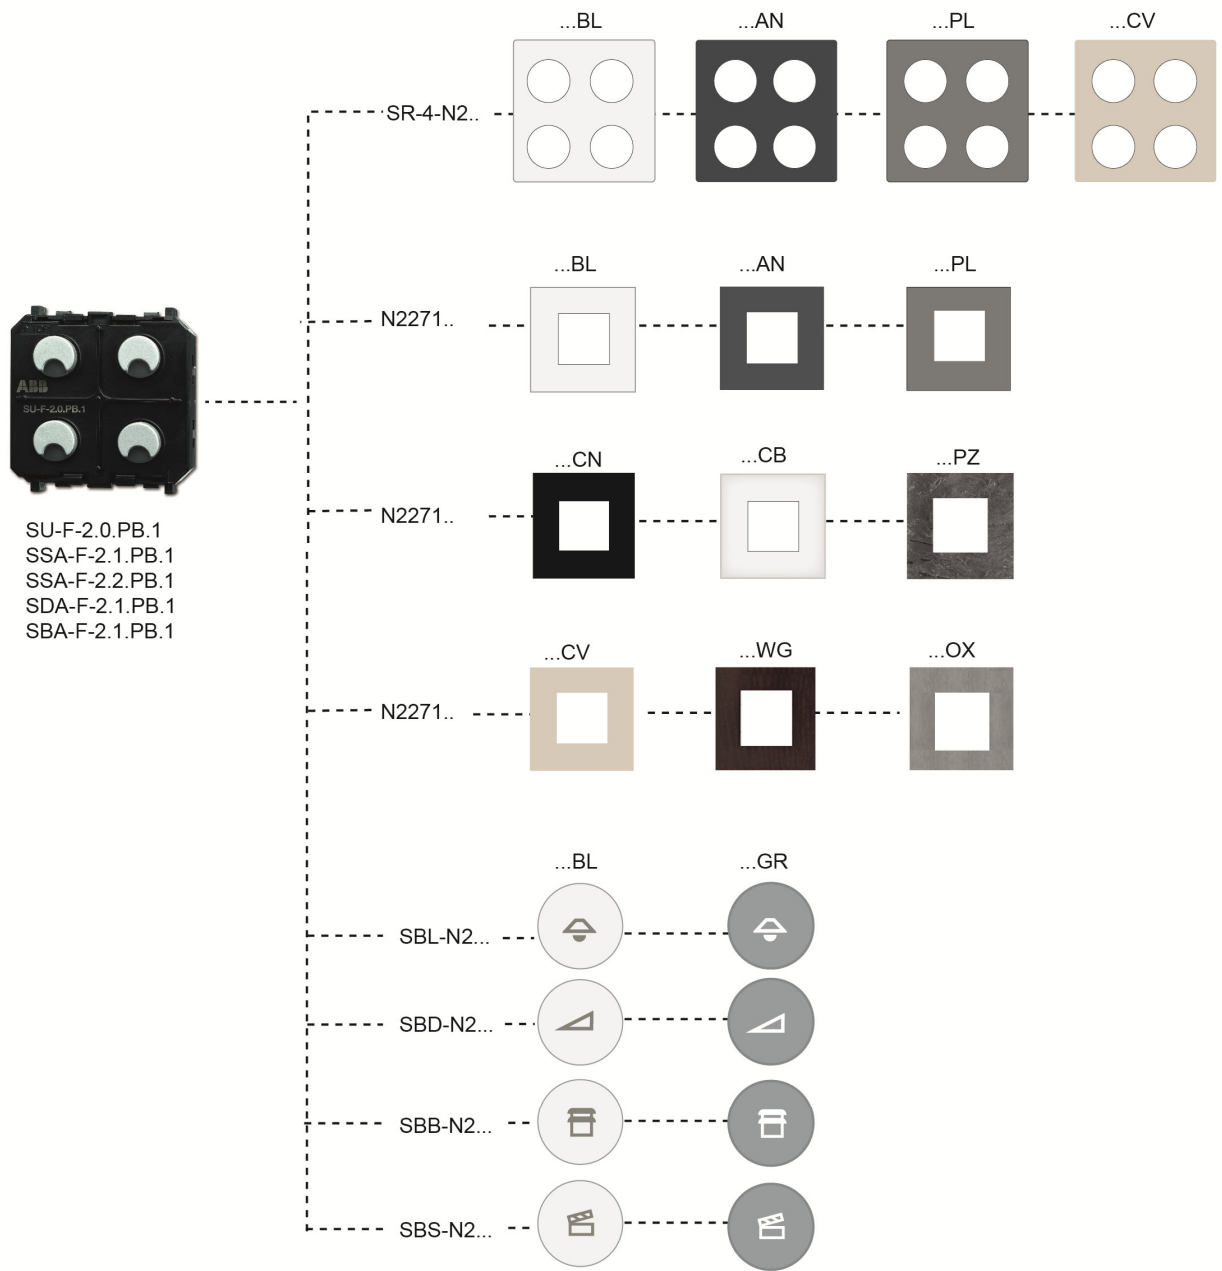 ...BL ...AN ...PL ...CV
SR-4-N2..
...BL ...AN ...PL
N2271..
ABB
SU-F-2.0.PB.1
...CN ...CB ...PZ
N2271..
SU-F-2.0.PB.1
SSA-F-2.1.PB.1
SSA-F-2.2.PB.1
SDA-F-2.1.PB.1
SBA-F-2.1.PB.1
...CV ...WG ...OX
N2271..
...BL ...GR
SBL-N2...
SBD-N2...
SBB-N2...
SBS-N2...